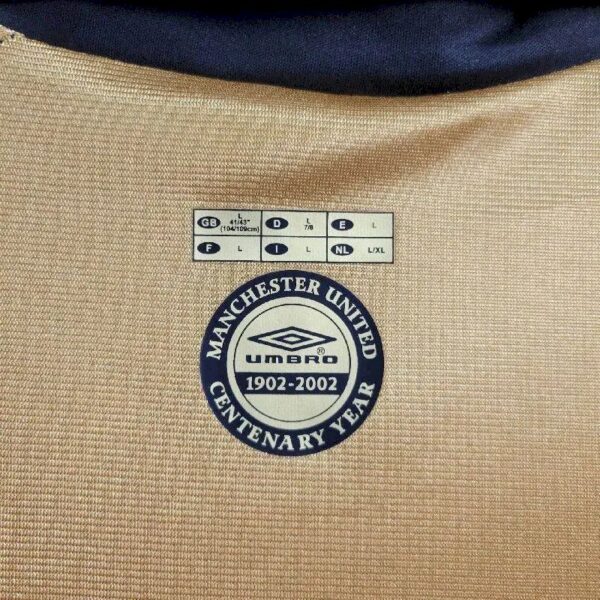 GB L 41/43" (104/109cm) D L 7/8 E L
F L I L NL L/XL
MANCHESTER UNITED
UMBRO®
1902-2002
CENTENARY YEAR